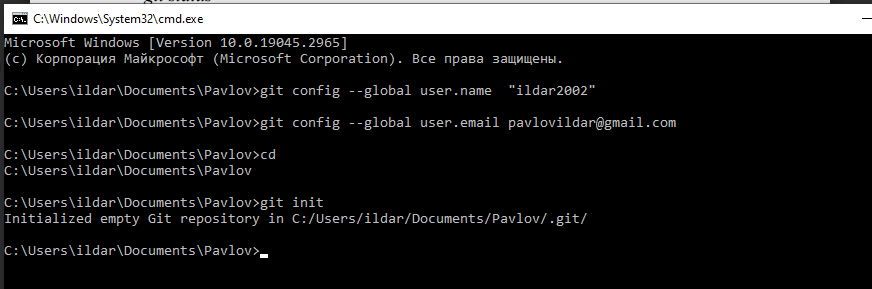 git status
C:\Windows\System32\cmd.exe
Microsoft Windows [Version 10.0.19045.2965]
(c) Корпорация Майкрософт (Microsoft Corporation). Все права защищены.
C:\Users\ildar\Documents\Pavlov>git config --global user.name  "ildar2002"
C:\Users\ildar\Documents\Pavlov>git config --global user.email pavlovildar@gmail.com
C:\Users\ildar\Documents\Pavlov>cd
C:\Users\ildar\Documents\Pavlov
C:\Users\ildar\Documents\Pavlov>git init
Initialized empty Git repository in C:/Users/ildar/Documents/Pavlov/.git/
C:\Users\ildar\Documents\Pavlov>